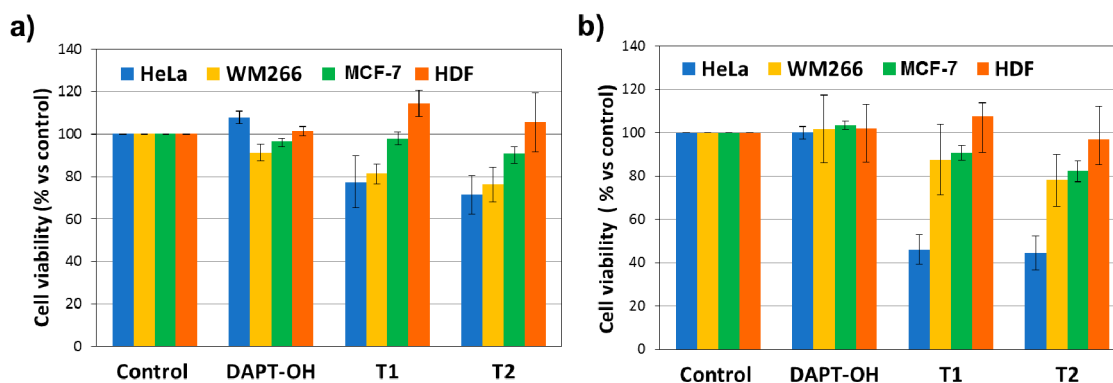 a)
Cell viability (% vs control)
140
120
100
80
60
40
20
0
HeLa WM266 MCF-7 HDF
Control DAPT-OH T1 T2
b)
Cell viability ( % vs control)
140
120
100
80
60
40
20
0
HeLa WM266 MCF-7 HDF
Control DAPT-OH T1 T2